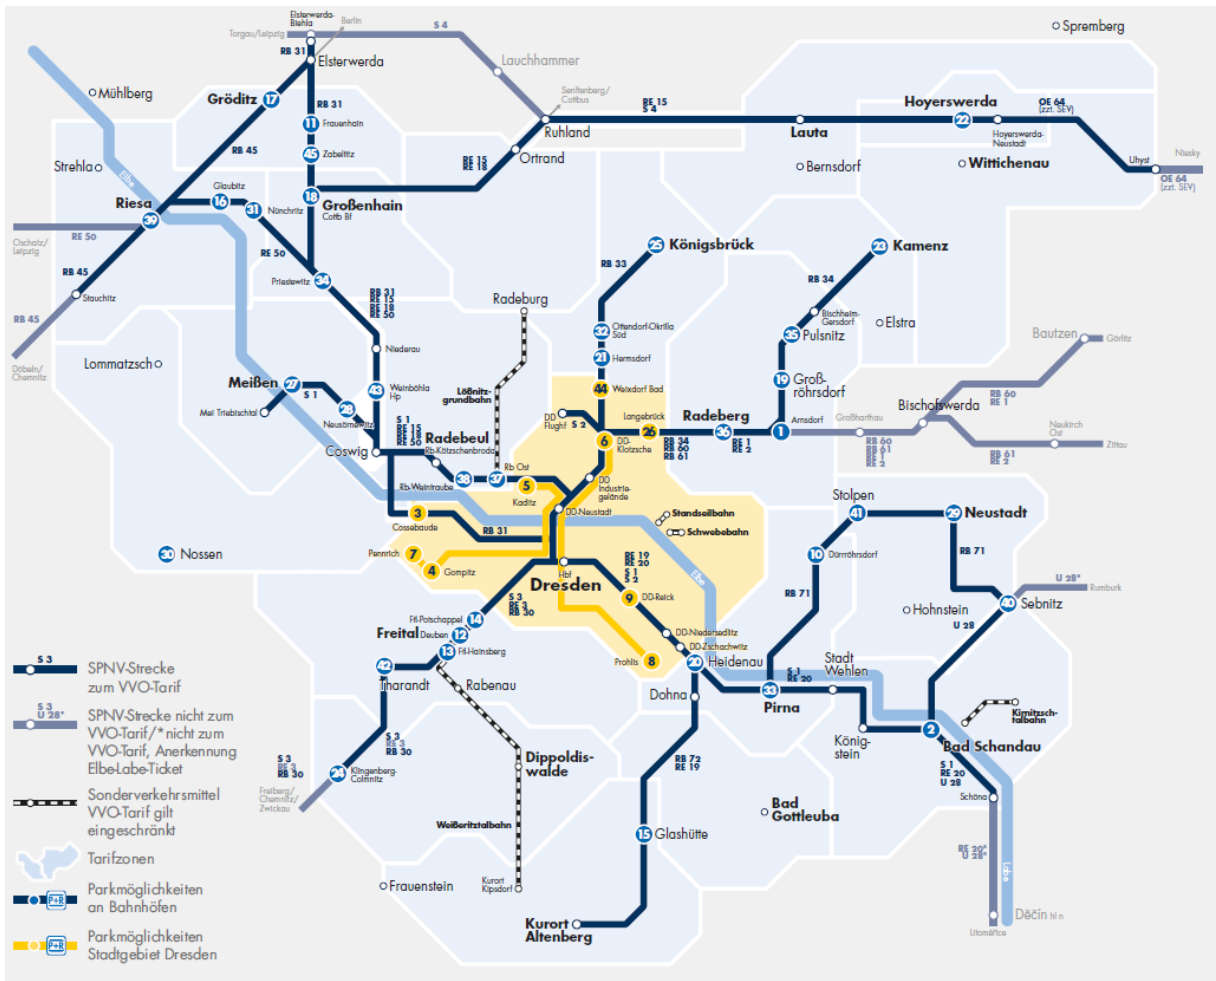 Elsterwerda-
Biehla
Berlin
Torgau/Leipzig
S 4
Spremberg
RB 31
Elsterwerda
Lauchhammer
Mühlberg
Gröditz
17
RB 31
Senftenberg/
Cottbus
RE 15
S 4
Hoyerswerda
OE 64
(zzt. SEV)
11
Frauenhain
Ruhland
Lauta
22
Hoyerswerda-
Neustadt
RB 45
45
Zabeltitz
RE 15
RE 18
Ortrand
Bernsdorf
Wittichenau
Uhyst
Niesky
OE 64
(zzt. SEV)
Strehla
Elbe
Glaubitz
16
31
Nünchritz
18
Großenhain
Cottb Bf
Riesa
39
RE 50
Oschatz/
Leipzig
RE 50
RB 45
Priestewitz
34
25
Königsbrück
RB 33
23
Kamenz
RB 34
Stauchitz
RB 45
RB 31
RE 15
RE 18
RE 50
Radeburg
Bischheim-
Gersdorf
Döbeln/
Chemnitz
32
Ottendorf-Okrilla
Süd
35
Pulsnitz
Elstra
Bautzen
Görlitz
Niederau
21
Hermsdorf
Lommatzsch
Meißen
27
S 1
43
Weinböhla
Hp
Lößnitz-
grundbahn
44
Weixdorf Bad
19
Groß-
röhrsdorf
RB 60
RE 1
Mei Triebischtal
28
Neusörnewitz
S 1
RE 15
RE 18
RE 50
DD
Flughf
S 2
Langebrück
26
Radeberg
36
1
Arnsdorf
Großharthau
Bischofswerda
Neukirch
Ost
Zittau
Coswig
Radebeul
Rb-Kötzschenbroda
6
DD-
Klotzsche
RB 34
RB 60
RB 61
RE 1
RE 2
RB 60
RB 61
RE 1
RE 2
RB 61
RE 2
Rb-Weintraube
38
37
Rb Ost
5
Kaditz
DD
Industrie-
gelände
3
Cossebaude
RB 31
DD-Neustadt
Standseilbahn
Schwebebahn
Stolpen
41
29
Neustadt
30
Nossen
Pennrich
7
4
Gompitz
Hbf
Dresden
RE 19
RE 20
S 1
S 2
Elbe
10
Dürrröhrsdorf
RB 71
RB 71
U 28*
Rumburk
S 3
RE 3
RB 30
9
DD-Reick
40
Sebnitz
Hohnstein
U 28
Ftl-Potschappel
14
Freital
Deuben
12
13
Ftl-Hainsberg
DD-Niedersedlitz
DD-Zschachwitz
Prohlis
8
20
Heidenau
Stadt
Wehlen
42
Tharandt
Rabenau
Dohna
33
Pirna
S 1
RE 20
Kirnitzsch-
talbahn
König-
stein
2
Bad Schandau
S 3
RE 3
RB 30
S 3
RE 3
RB 30
24
Klingenberg-
Colmnitz
Freiberg/
Chemnitz/
Zwickau
Dippoldis-
walde
RB 72
RE 19
S 1
RE 20
U 28
Schöna
Bad
Gottleuba
Weißeritztalbahn
15
Glashütte
RE 20*
U 28*
Labe
Frauenstein
Kurort
Kipsdorf
Kurort
Altenberg
Děčín hl n
Litoměřice
S 3
SPNV-Strecke
zum VVO-Tarif
S 3
U 28*
SPNV-Strecke nicht zum
VVO-Tarif/*nicht zum
VVO-Tarif, Anerkennung
Elbe-Labe-Ticket
Sonderverkehrsmittel
VVO-Tarif gilt
eingeschränkt
Tarifzonen
P+R
Parkmöglichkeiten
an Bahnhöfen
P+R
Parkmöglichkeiten
Stadtgebiet Dresden